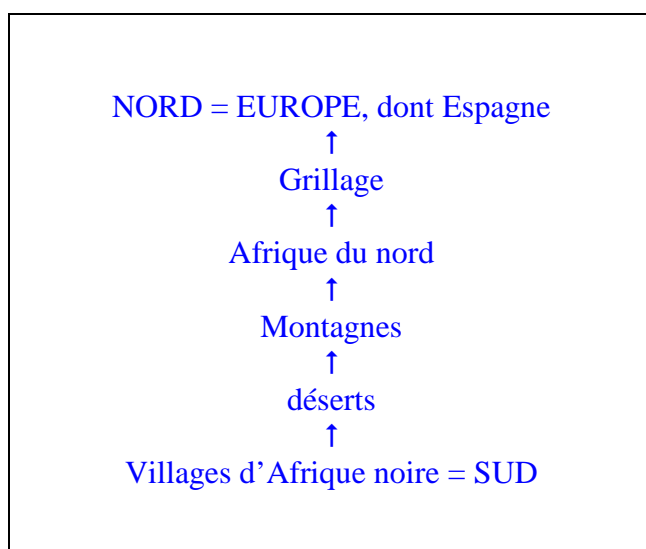 NORD = EUROPE, dont Espagne
↑
Grillage
↑
Afrique du nord
↑
Montagnes
↑
déserts
↑
Villages d’Afrique noire = SUD